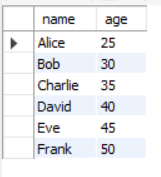 name age
Alice 25
Bob 30
Charlie 35
David 40
Eve 45
Frank 50